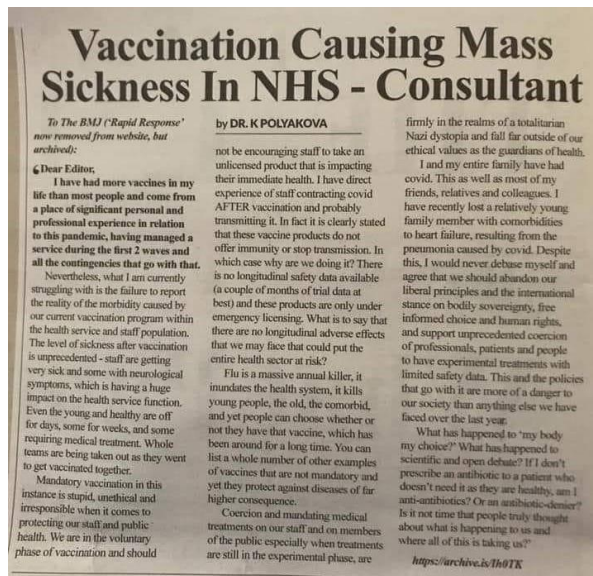 Vaccination Causing Mass
Sickness In NHS - Consultant
To The BMJ ('Rapid Response'
now removed from website, but
archived):
Dear Editor,
I have had more vaccines in my
life than most people and come from
a place of significant personal and
professional experience in relation
to this pandemic, having managed a
service during the first 2 waves and
all the contingencies that go with that.
Nevertheless, what I am currently
struggling with is the failure to report
the reality of the morbidity caused by
our current vaccination program within
the health service and staff population.
The level of sickness after vaccination
is unprecedented - staff are getting
very sick and some with neurological
symptoms, which is having a huge
impact on the health service function.
Even the young and healthy are off
for days, some for weeks, and some
requiring medical treatment. Whole
teams are being taken out as they went
to get vaccinated together.
Mandatory vaccination in this
instance is stupid, unethical and
irresponsible when it comes to
protecting our staff and public
health. We are in the voluntary
phase of vaccination and should
by DR. K POLYAKOVA
not be encouraging staff to take an
unlicensed product that is impacting
their immediate health. I have direct
experience of staff contracting covid
AFTER vaccination and probably
transmitting it. In fact it is clearly stated
that these vaccine products do not
offer immunity or stop transmission. In
which case why are we doing it? There
is no longitudinal safety data available
(a couple of months of trial data at
best) and these products are only under
emergency licensing. What is to say that
there are no longitudinal adverse effects
that we may face that could put the
entire health sector at risk?
Flu is a massive annual killer, it
inundates the health system, it kills
young people, the old, the comorbid,
and yet people can choose whether or
not they have that vaccine, which has
been around for a long time. You can
list a whole number of other examples
of vaccines that are not mandatory and
yet they protect against diseases of far
higher consequence.
Coercion and mandating medical
treatments on our staff and on members
of the public especially when treatments
are still in the experimental phase, are
firmly in the realms of a totalitarian
Nazi dystopia and fall far outside of our
ethical values as the guardians of health.
I and my entire family have had
covid. This as well as most of my
friends, relatives and colleagues. I
have recently lost a relatively young
family member with comorbidities
to heart failure, resulting from the
pneumonia caused by covid. Despite
this, I would never debase myself and
agree that we should abandon our
liberal principles and the international
stance on bodily sovereignty, free
informed choice and human rights,
and support unprecedented coercion
of professionals, patients and people
to have experimental treatments with
limited safety data. This and the policies
that go with it are more of a danger to
our society than anything else we have
faced over the last year.
What has happened to 'my body
my choice?' What has happened to
scientific and open debate? If I don't
prescribe an antibiotic to a patient who
doesn't need it as they are healthy, am I
anti-antibiotics? Or an antibiotic-denier?
Is it not time that people truly thought
about what is happening to us and
where all of this is taking us?"
https://archive.is/Ih0TK